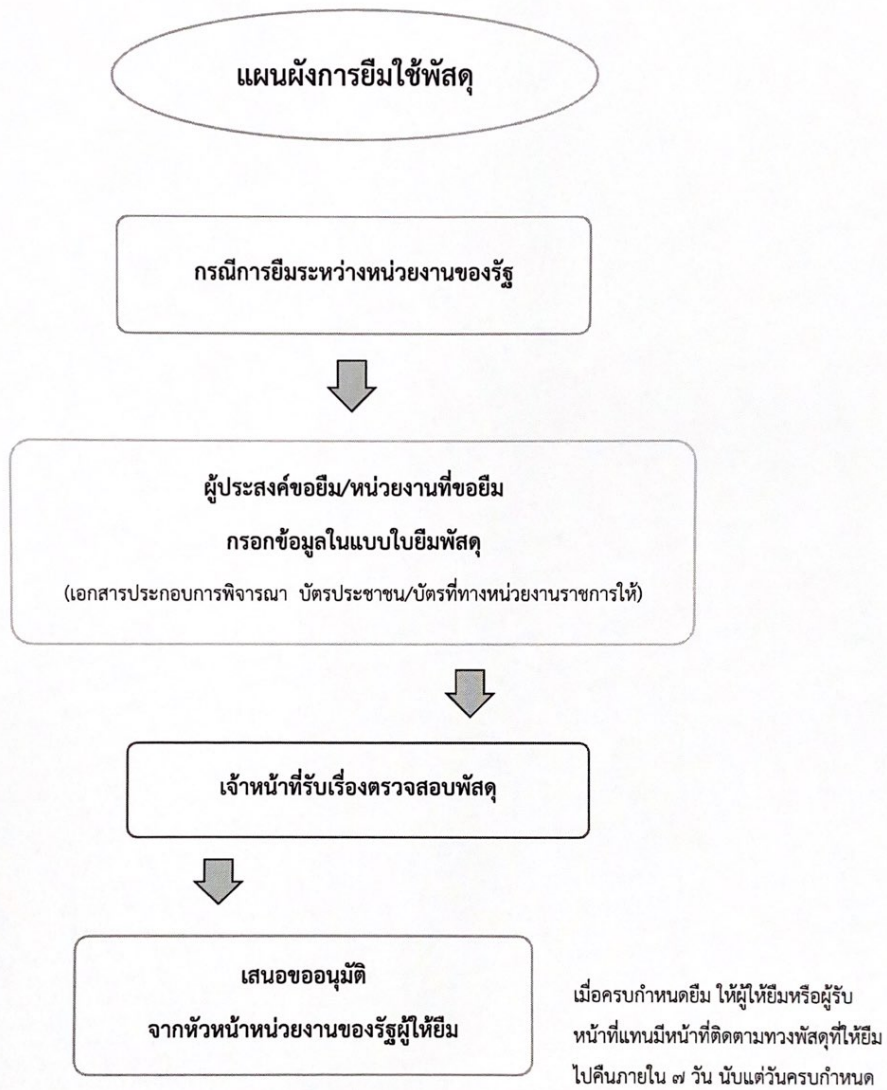 แผนผังการยืมใช้พัสดุ
กรณีการยืมระหว่างหน่วยงานของรัฐ
ผู้ประสงค์ขอยืม/หน่วยงานที่ขอยืม
กรอกข้อมูลในแบบใบยืมพัสดุ
(เอกสารประกอบการพิจารณา บัตรประชาชน/บัตรที่ทางหน่วยงานราชการให้)
เจ้าหน้าที่รับเรื่องตรวจสอบพัสดุ
เสนอขออนุมัติ
จากหัวหน้าหน่วยงานของรัฐผู้ให้ยืม
เมื่อครบกำหนดยืม ให้ผู้ให้ยืมหรือผู้รับ
หน้าที่แทนมีหน้าที่ติดตามทวงพัสดุที่ให้ยืม
ไปคืนภายใน ๗ วัน นับแต่วันครบกำหนด